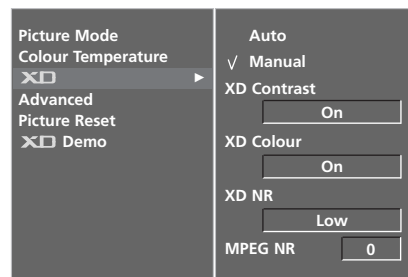 Picture Mode
Colour Temperature
XD
Advanced
Picture Reset
XD Demo
Auto
√ Manual
XD Contrast
On
XD Colour
On
XD NR
Low
MPEG NR 0